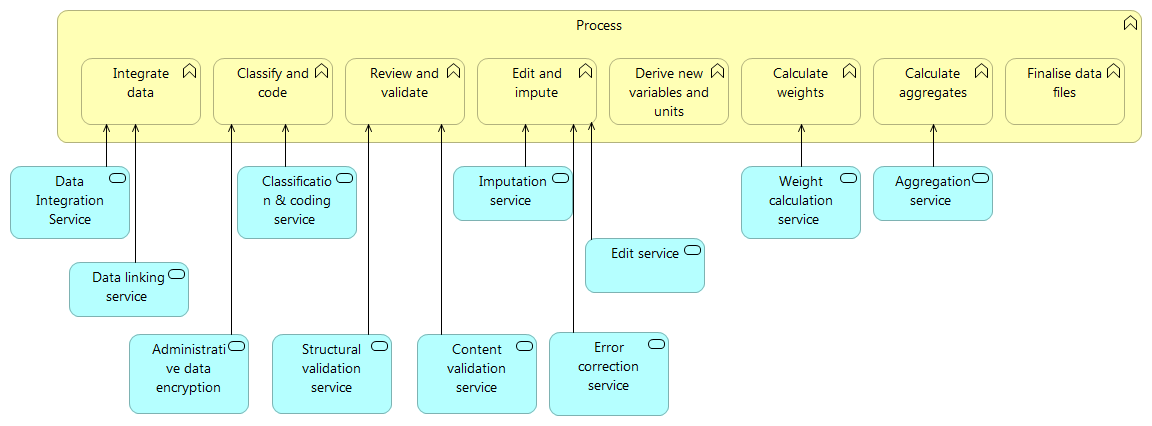 Process
Integrate
data
Classify and
code
Review and
validate
Edit and
impute
Derive new
variables and
units
Calculate
weights
Calculate
aggregates
Finalise data
files
Data
Integration
Service
Classificatio
n & coding
service
Imputation
service
Weight
calculation
service
Aggregation
service
Edit service
Data linking
service
Administrati
ve data
encryption
Structural
validation
service
Content
validation
service
Error
correction
service